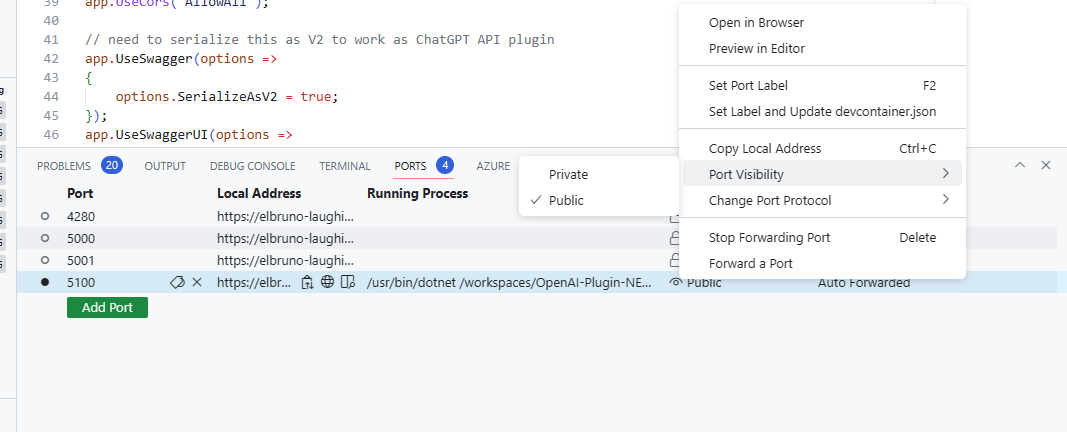 39 app.UseCors("AllowAll");
40
41 // need to serialize this as V2 to work as ChatGPT API plugin
42 app.UseSwagger(options =>
43 {
44 options.SerializeAsV2 = true;
45 });
46 app.UseSwaggerUI(options =>
PROBLEMS 20 OUTPUT DEBUG CONSOLE TERMINAL PORTS 4 AZURE
Port Local Address Running Process
4280 https://elbruno-laughi...
5000 https://elbruno-laughi...
5001 https://elbruno-laughi...
5100 https://elbr... /usr/bin/dotnet /workspaces/OpenAI-Plugin-NE... Public Auto Forwarded
Add Port
Private
Public
Open in Browser
Preview in Editor
Set Port Label F2
Set Label and Update devcontainer.json
Copy Local Address Ctrl+C
Port Visibility
Change Port Protocol
Stop Forwarding Port Delete
Forward a Port